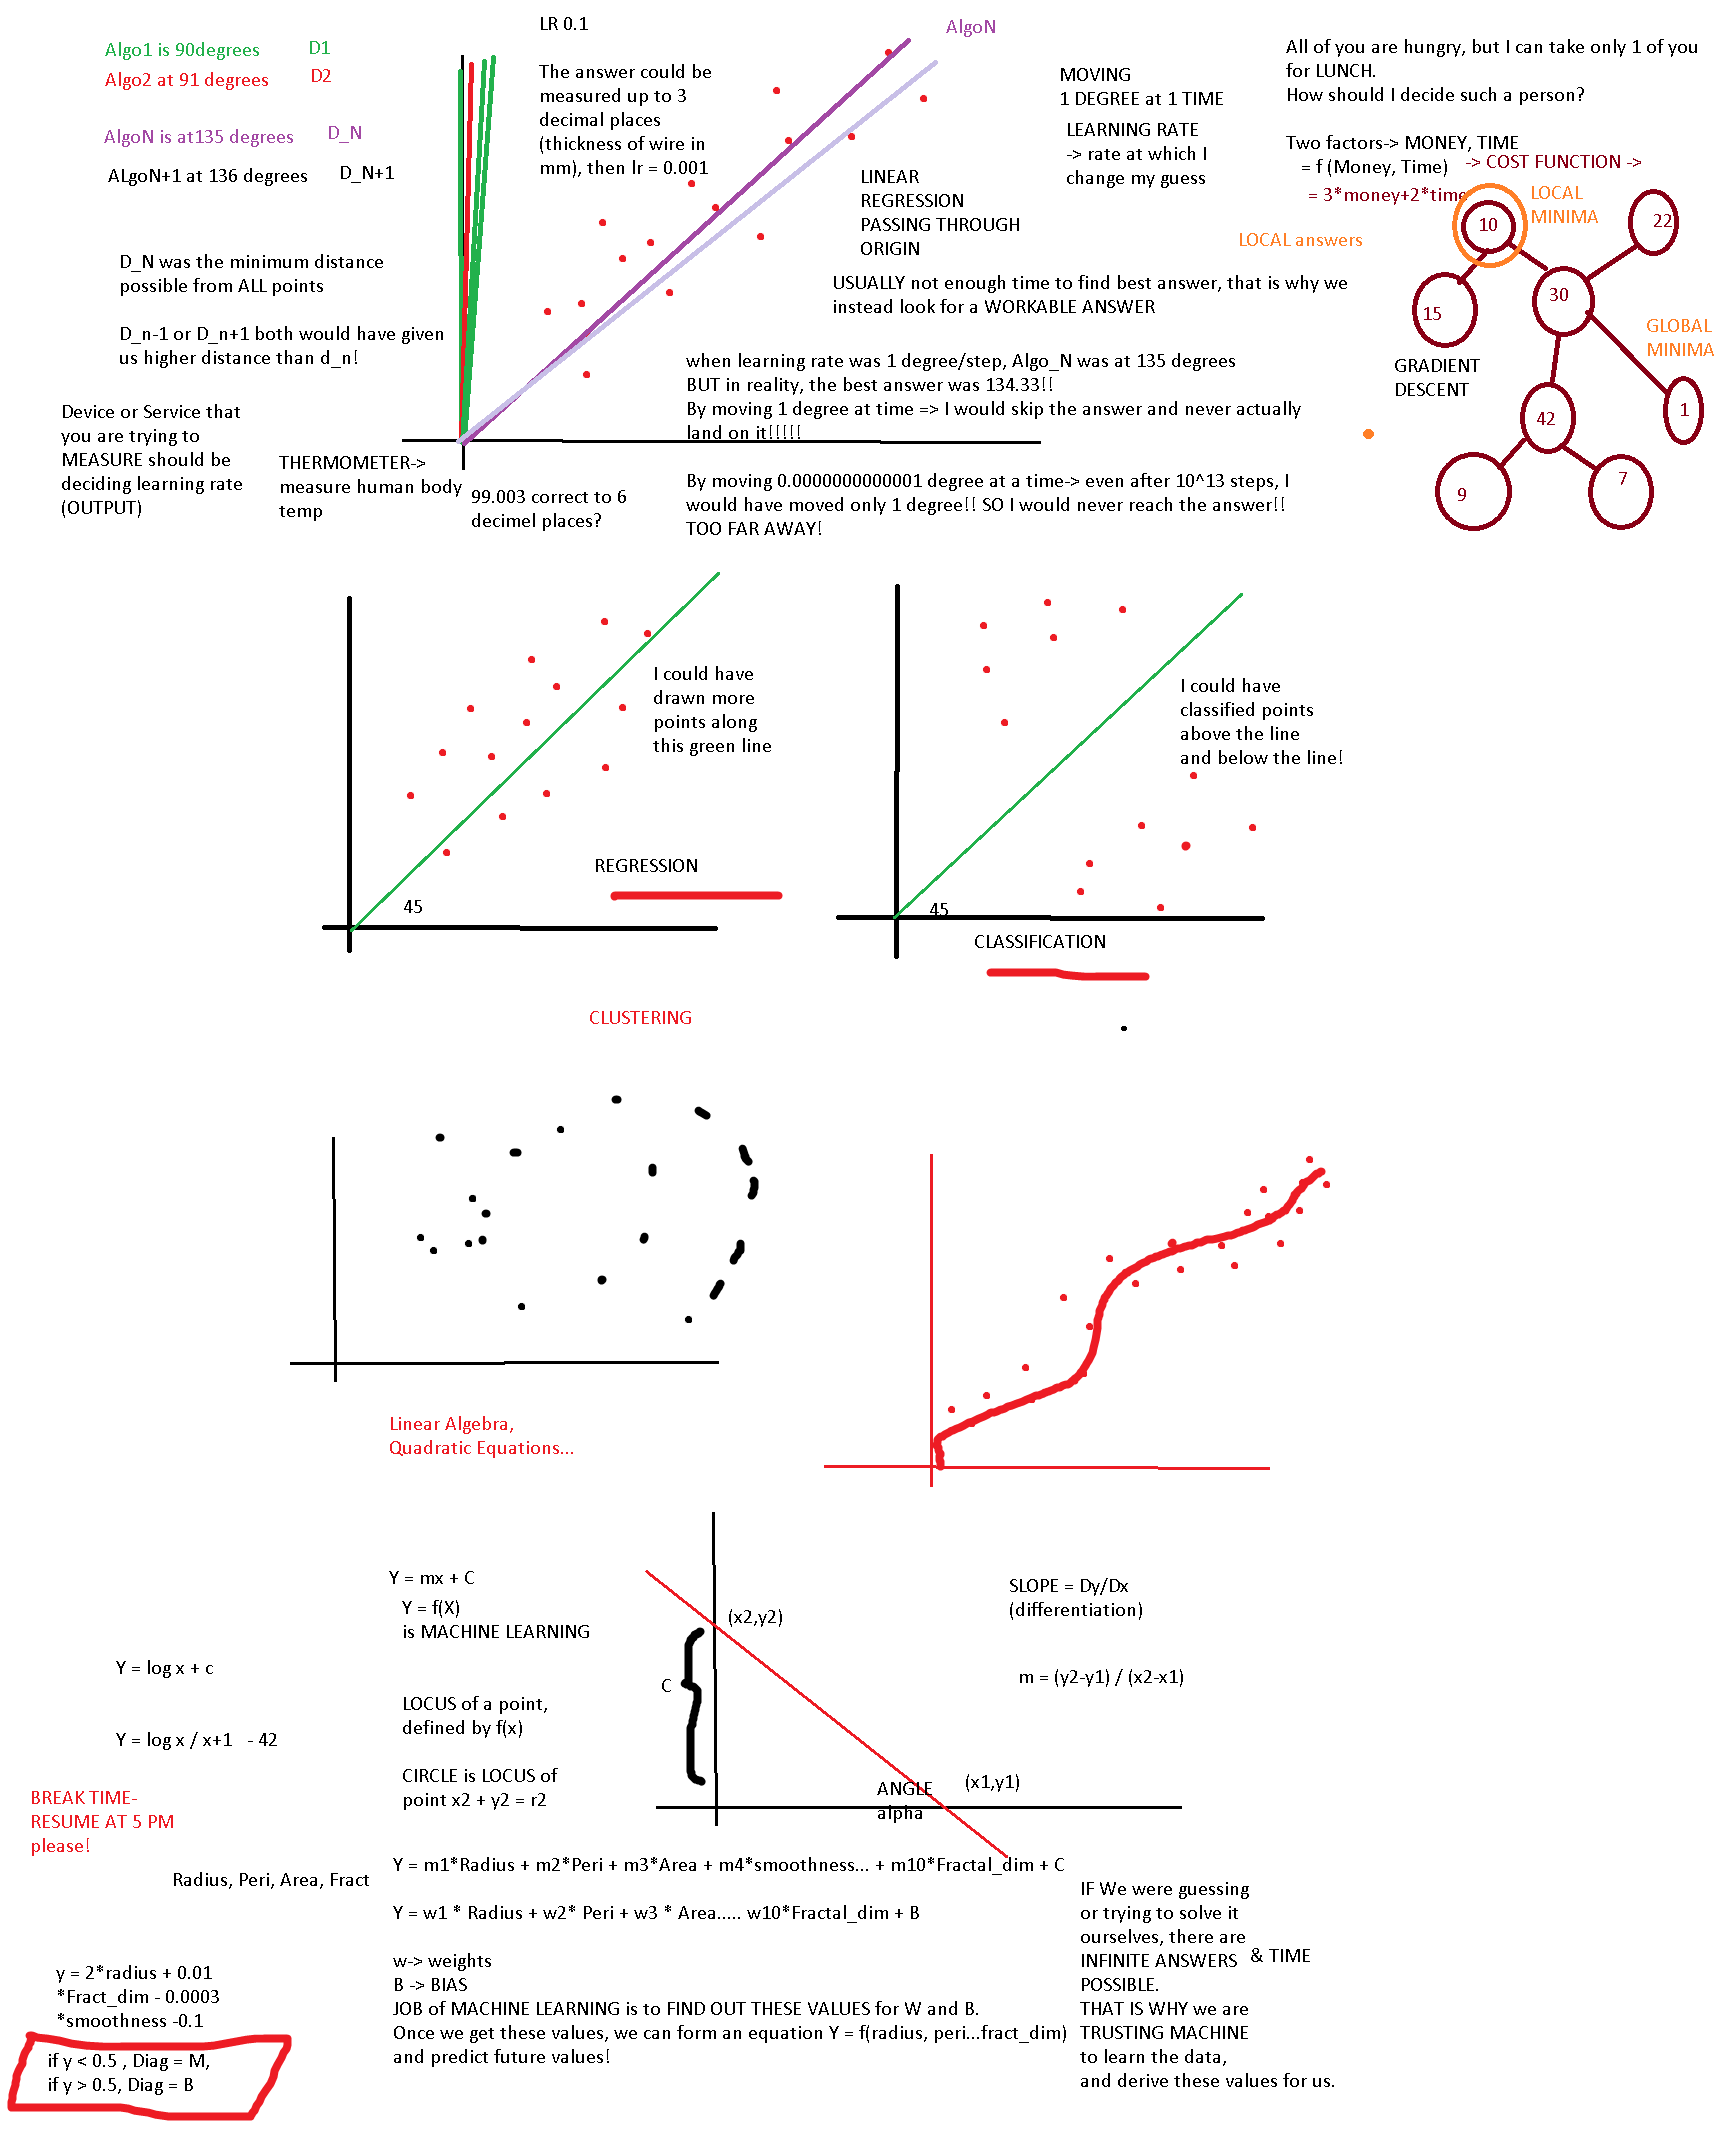 Algo1 is 90degrees
D1
Algo2 at 91 degrees
D2
AlgoN is at135 degrees
D_N
ALgoN+1 at 136 degrees
D_N+1
D_N was the minimum distance
possible from ALL points
D_n-1 or D_n+1 both would have given
us higher distance than d_n!
Device or Service that
you are trying to
MEASURE should be
deciding learning rate
(OUTPUT)
THERMOMETER->
measure human body
temp
99.003 correct to 6
decimel places?
LR 0.1
The answer could be
measured up to 3
decimal places
(thickness of wire in
mm), then lr = 0.001
AlgoN
LINEAR
REGRESSION
PASSING THROUGH
ORIGIN
MOVING
1 DEGREE at 1 TIME
LEARNING RATE
-> rate at which I
change my guess
USUALLY not enough time to find best answer, that is why we
instead look for a WORKABLE ANSWER
when learning rate was 1 degree/step, Algo_N was at 135 degrees
BUT in reality, the best answer was 134.33!!
By moving 1 degree at time => I would skip the answer and never actually
land on it!!!!!
By moving 0.0000000000001 degree at a time-> even after 10^13 steps, I
would have moved only 1 degree!! SO I would never reach the answer!!
TOO FAR AWAY!
All of you are hungry, but I can take only 1 of you
for LUNCH.
How should I decide such a person?
Two factors-> MONEY, TIME
= f (Money, Time)
-> COST FUNCTION ->
= 3*money+2*time
LOCAL
MINIMA
LOCAL answers
10
22
15
30
GLOBAL
MINIMA
GRADIENT
DESCENT
42
1
9
7
I could have
drawn more
points along
this green line
REGRESSION
45
I could have
classified points
above the line
and below the line!
45
CLASSIFICATION
CLUSTERING
Linear Algebra,
Quadratic Equations...
Y = mx + C
Y = f(X)
is MACHINE LEARNING
Y = log x + c
Y = log x / x+1 - 42
LOCUS of a point,
defined by f(x)
CIRCLE is LOCUS of
point x2 + y2 = r2
(x2,y2)
C
ANGLE
alpha
(x1,y1)
SLOPE = Dy/Dx
(differentiation)
m = (y2-y1) / (x2-x1)
BREAK TIME-
RESUME AT 5 PM
please!
Radius, Peri, Area, Fract
Y = m1*Radius + m2*Peri + m3*Area + m4*smoothness... + m10*Fractal_dim + C
Y = w1 * Radius + w2* Peri + w3 * Area..... w10*Fractal_dim + B
w-> weights
B -> BIAS
JOB of MACHINE LEARNING is to FIND OUT THESE VALUES for W and B.
Once we get these values, we can form an equation Y = f(radius, peri...fract_dim)
and predict future values!
IF We were guessing
or trying to solve it
ourselves, there are
INFINITE ANSWERS & TIME
POSSIBLE.
THAT IS WHY we are
TRUSTING MACHINE
to learn the data,
and derive these values for us.
y = 2*radius + 0.01
*Fract_dim - 0.0003
*smoothness -0.1
if y < 0.5 , Diag = M,
if y > 0.5, Diag = B